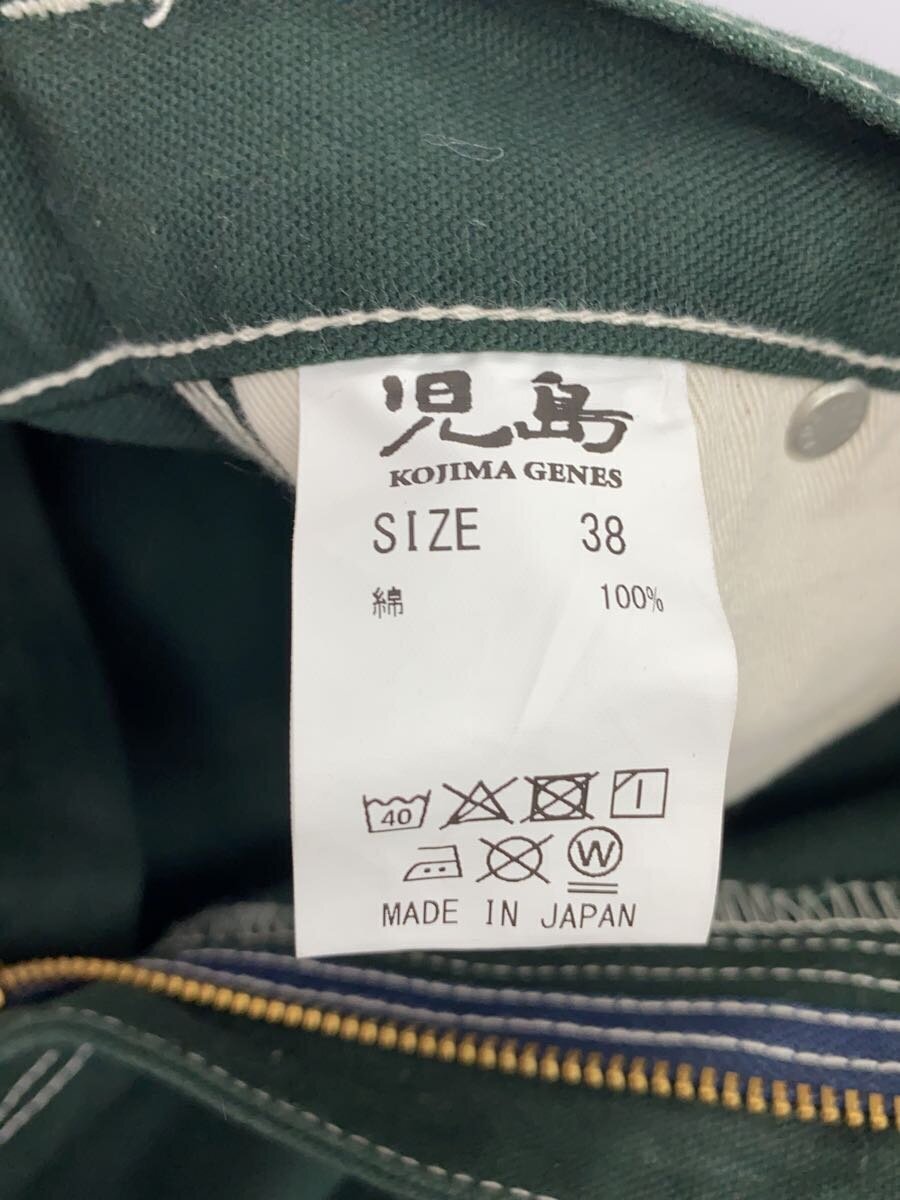 児島
KOJIMA GENES
SIZE 38
綿 100%
40
W
MADE IN JAPAN